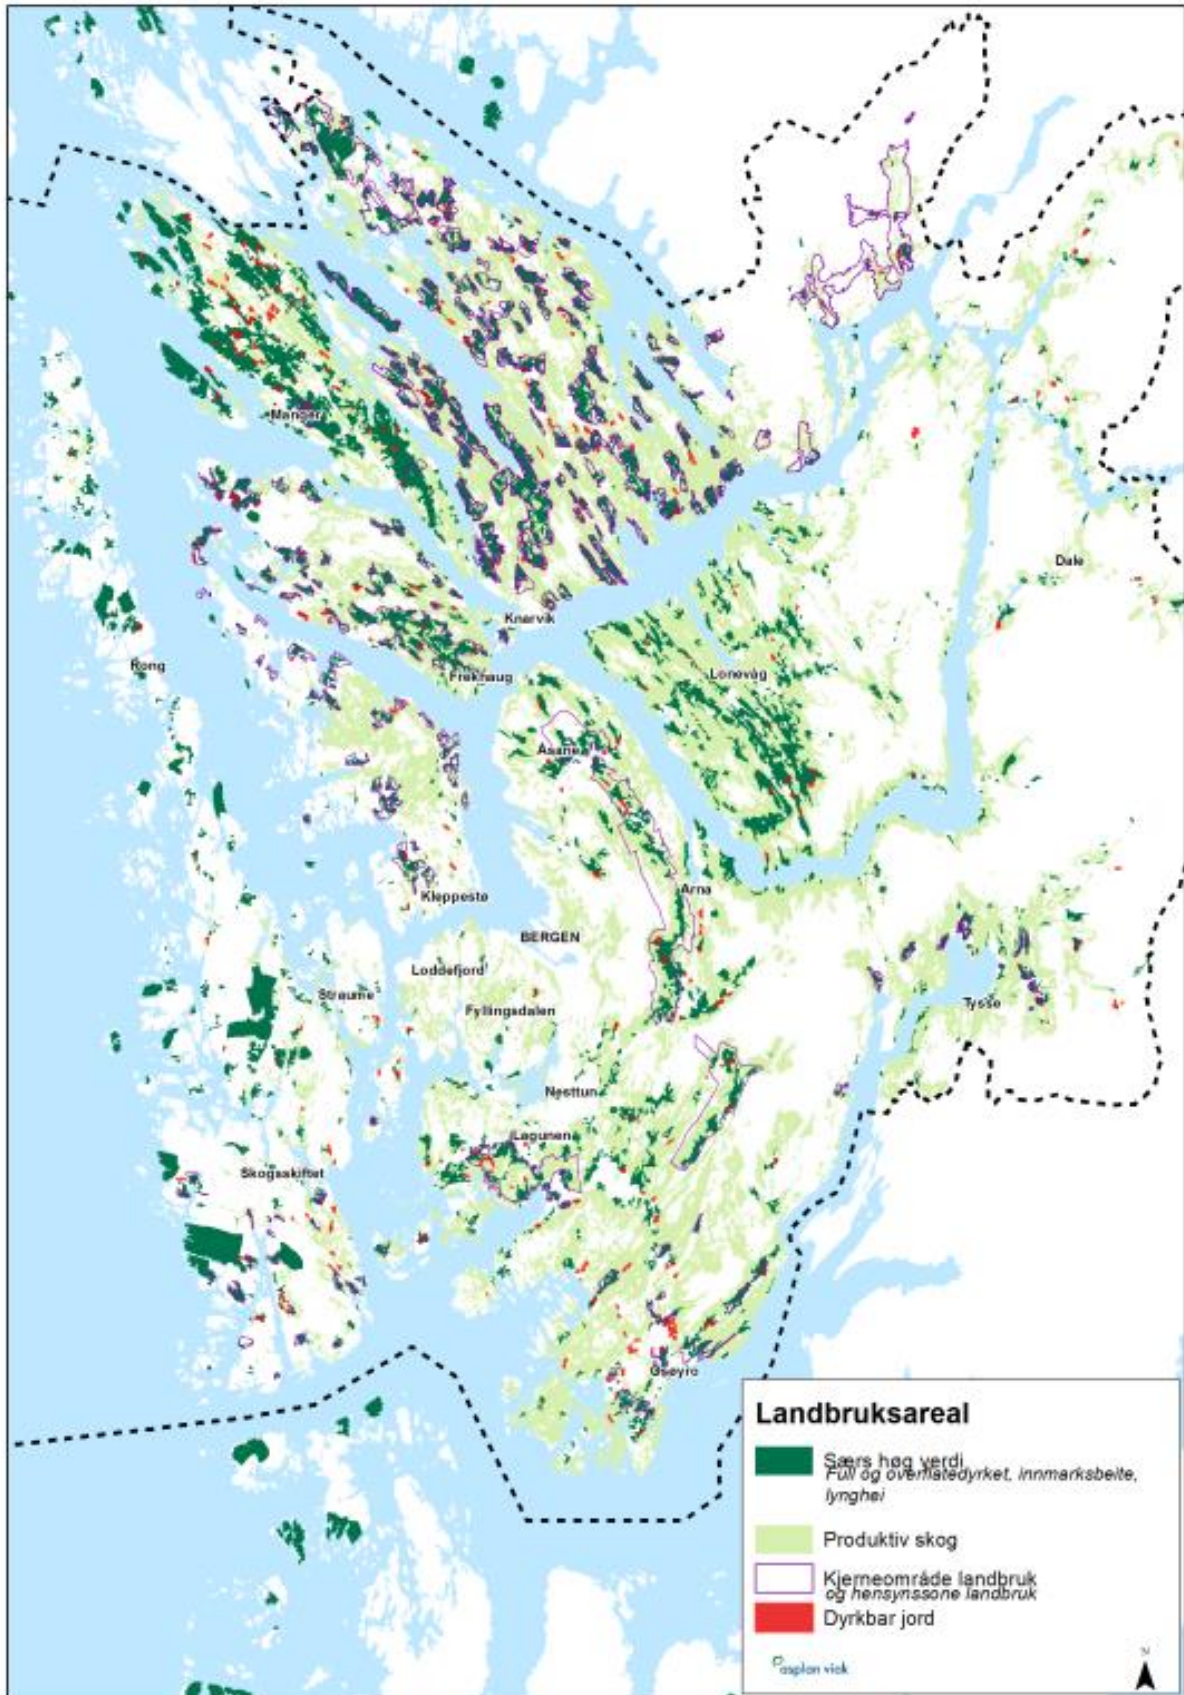 Manger
Knarvik
Dale
Rong
Frekhaug
Lonevåg
Åsane
Arna
Kleppestø
BERGEN
Loddefjord
Straume
Fyllingsdalen
Tysse
Nesttun
Lagunen
Skogsskiftet
Osøyro
Landbruksareal
Særs høg verdi
Full og overflatedyrket, innmarksbeite,
lynghei
Produktiv skog
Kjerneområde landbruk
og hensynssone landbruk
Dyrkbar jord
asplan viak
N